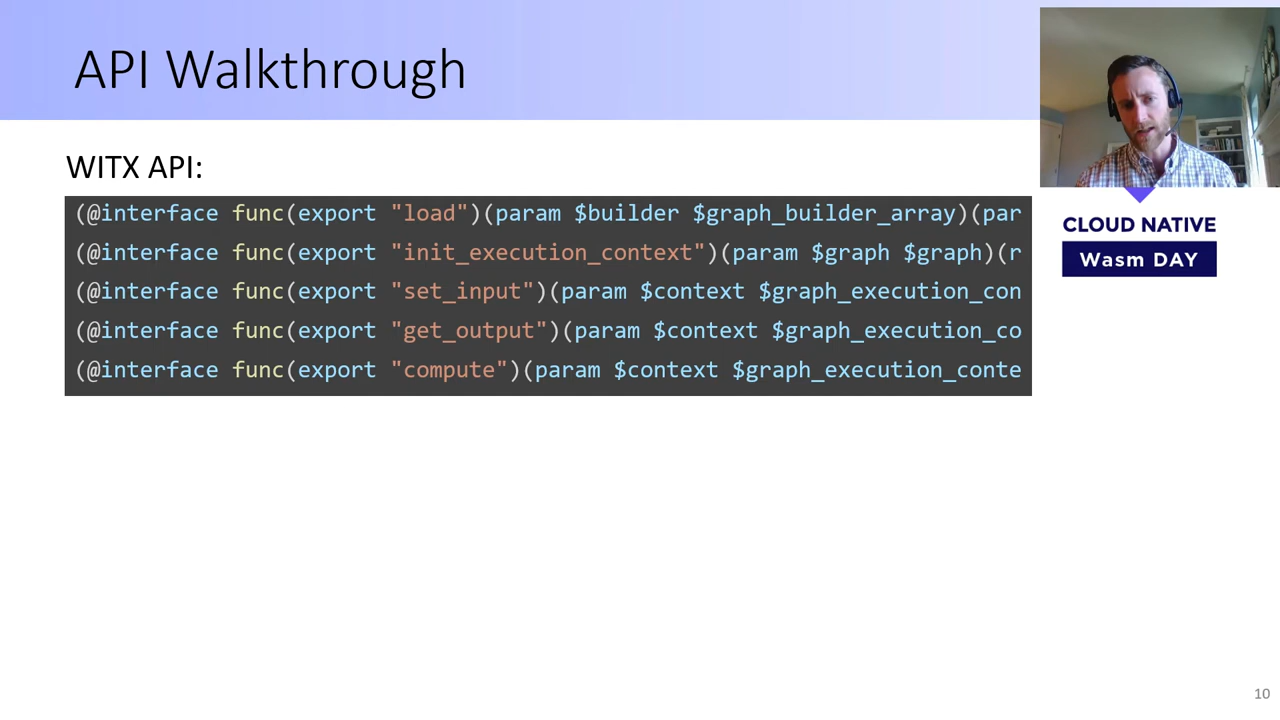 API Walkthrough
WITX API:
(@interface func(export "load")(param $builder $graph_builder_array)(par
(@interface func(export "init_execution_context")(param $graph $graph)(r
(@interface func(export "set_input")(param $context $graph_execution_con
(@interface func(export "get_output")(param $context $graph_execution_co
(@interface func(export "compute")(param $context $graph_execution_conte
CLOUD NATIVE
Wasm DAY
10